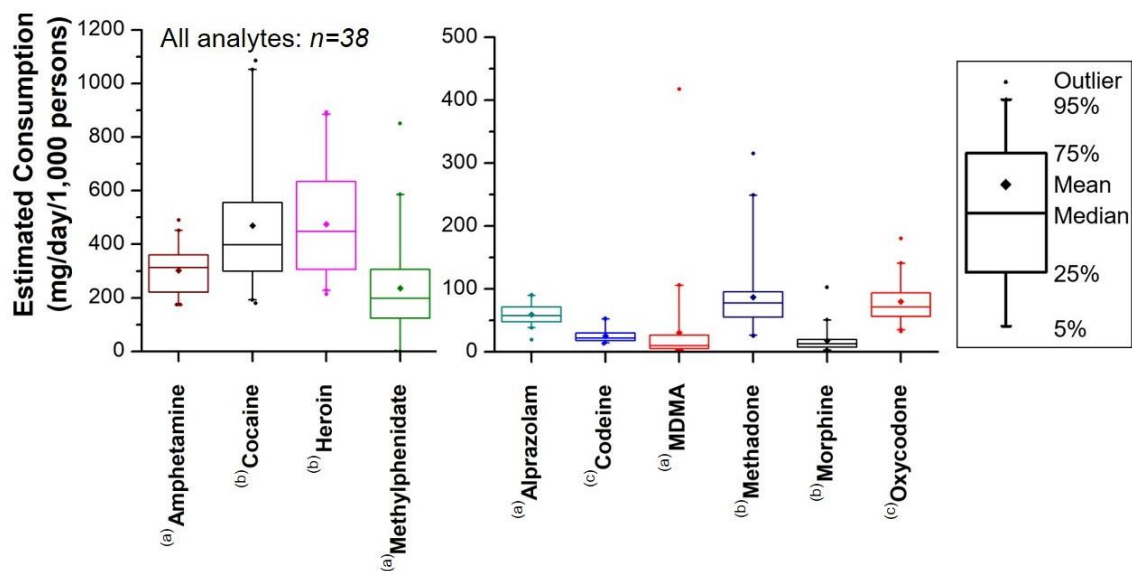 Estimated Consumption
(mg/day/1,000 persons)
1200
1000
800
600
400
200
0
All analytes: n=38
(a)Amphetamine
(b)Cocaine
(b)Heroin
(a)Methylphenidate
500
400
300
200
100
0
(a)Alprazolam
(c)Codeine
(a)MDMA
(b)Methadone
(b)Morphine
(c)Oxycodone
Outlier
95%
75%
Mean
Median
25%
5%